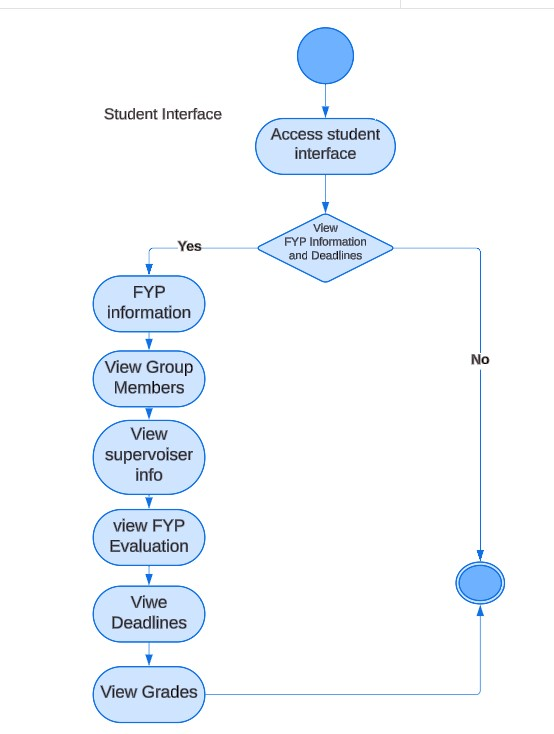 Student Interface
Access student
interface
View
FYP Information
and Deadlines
Yes
No
FYP
information
View Group
Members
View
supervoiser
info
view FYP
Evaluation
Viwe
Deadlines
View Grades